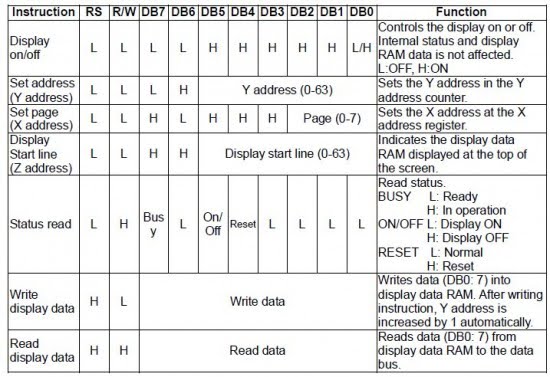 Instruction RS R/W DB7 DB6 DB5 DB4 DB3 DB2 DB1 DB0 Function
Display
on/off
L L L L H H H H H L/H
Controls the display on or off.
Internal status and display
RAM data is not affected.
L:OFF, H:ON
Set address
(Y address)
L L L H Y address (0-63)
Sets the Y address in the Y
address counter.
Set page
(X address)
L L H L H H H Page (0-7)
Sets the X address at the X
address register.
Display
Start line
(Z address)
L L H H Display start line (0-63)
Indicates the display data
RAM displayed at the top of
the screen.
Status read
L H
Bus
y
L
On/
Off
Reset L L L L
Read status.
BUSY L: Ready
H: In operation
ON/OFF L: Display ON
H: Display OFF
RESET L: Normal
H: Reset
Write
display data
H L Write data
Writes data (DB0: 7) into
display data RAM. After writing
instruction, Y address is
increased by 1 automatically.
Read
display data
H H Read data
Reads data (DB0: 7) from
display data RAM to the data
bus.